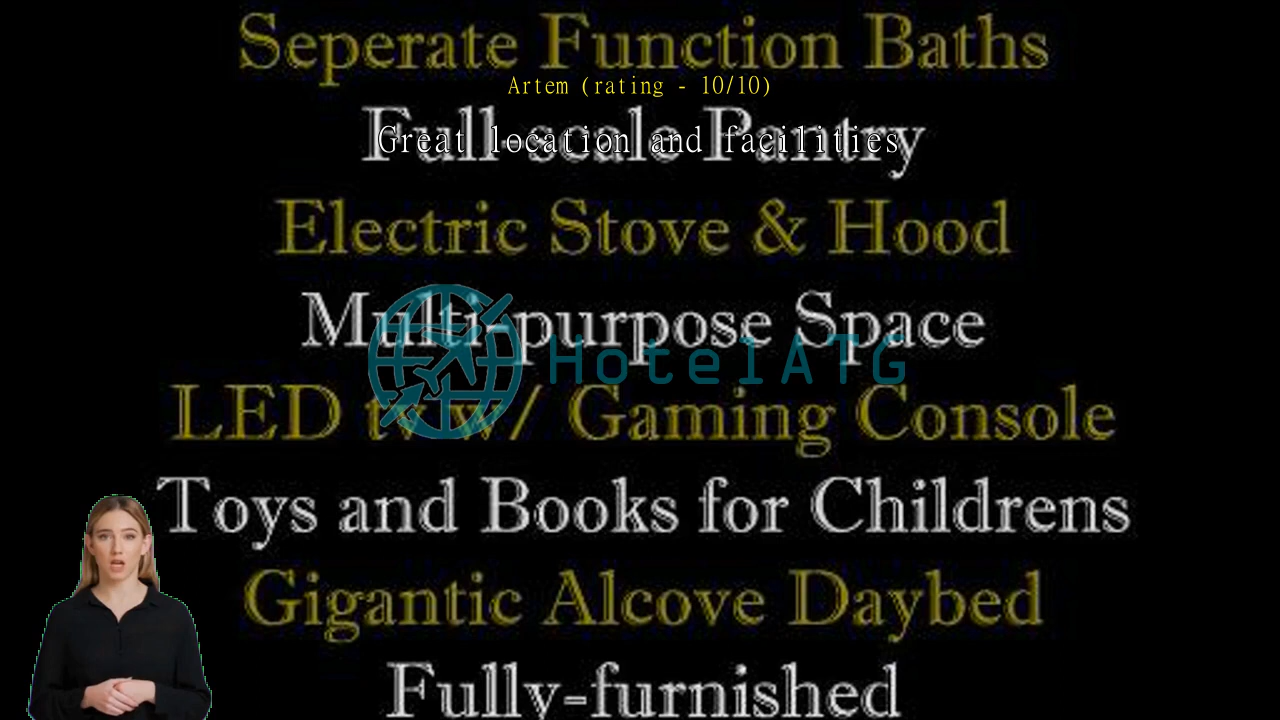 Seperate Function Baths
Artem (rating - 10/10)
Full-scale Pantry
Great location and facilities
Electric Stove & Hood
Multi-purpose Space
HotelATG
LED tv w/ Gaming Console
Toys and Books for Childrens
Gigantic Alcove Daybed
Fully-furnished